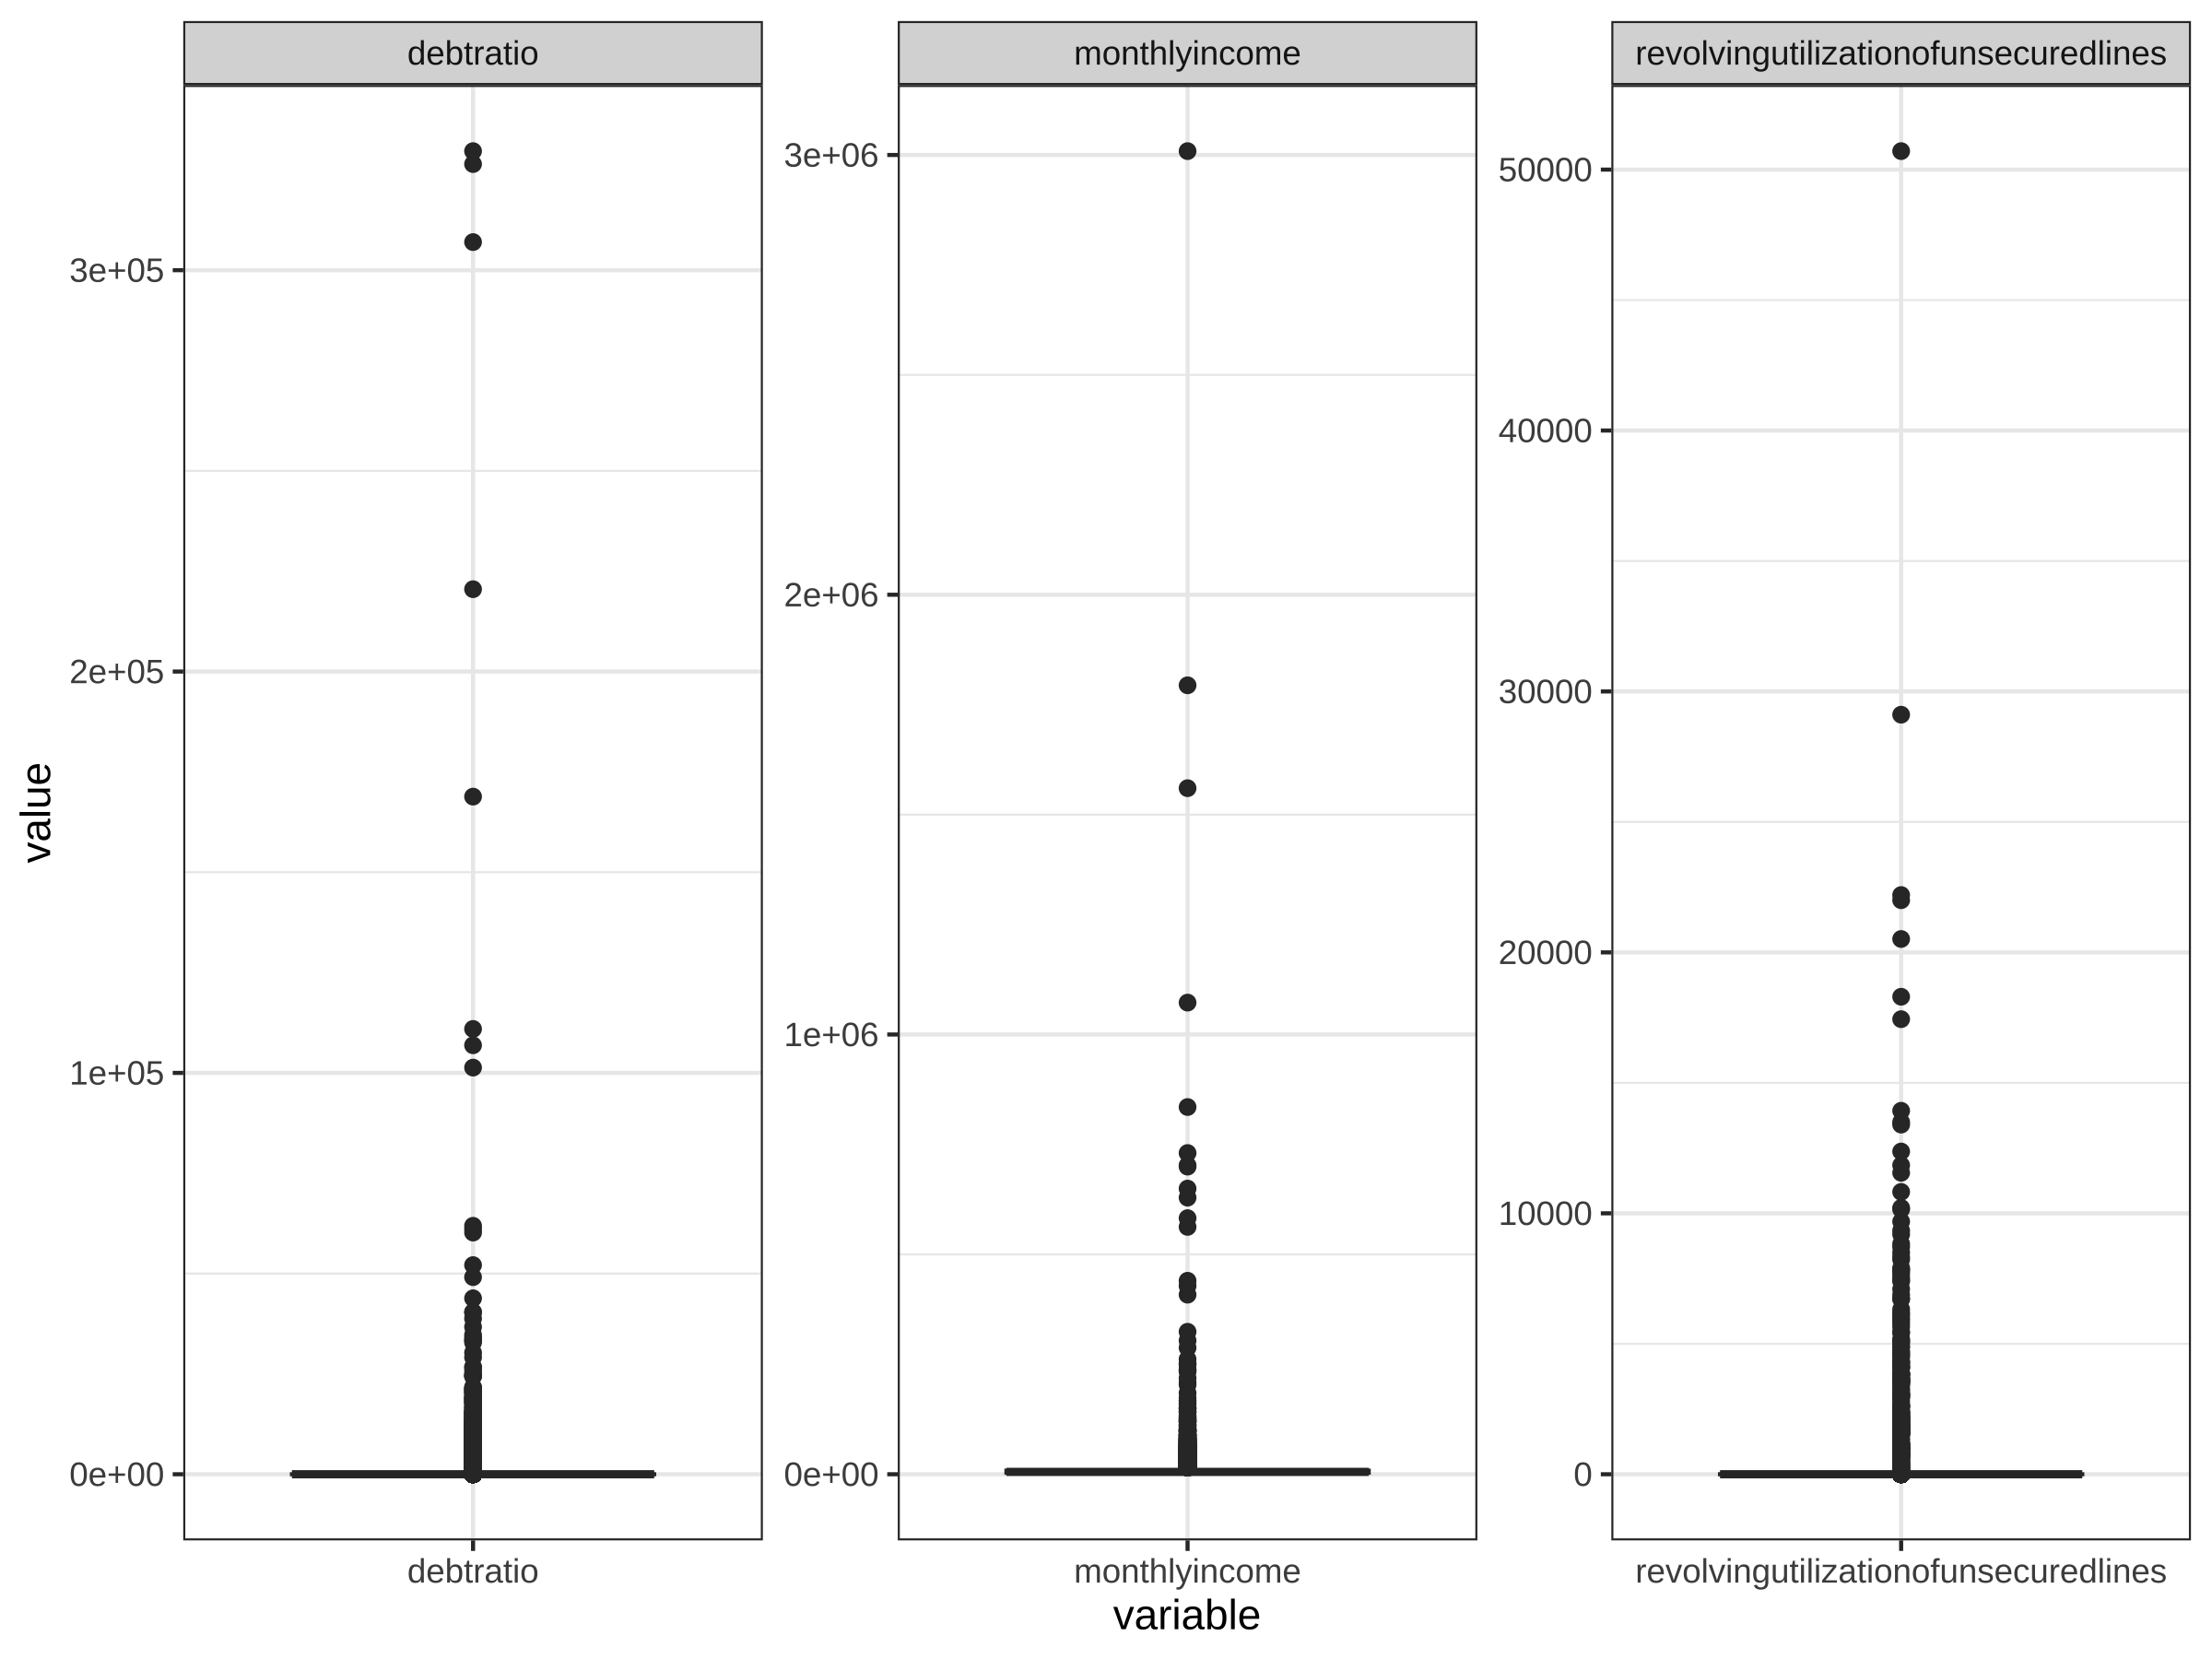 debtratio
monthlyincome
revolvingutilizationofunsecuredlines
value
3e+05
2e+05
1e+05
0e+00
3e+06
2e+06
1e+06
0e+00
50000
40000
30000
20000
10000
0
debtratio
monthlyincome
revolvingutilizationofunsecuredlines
variable